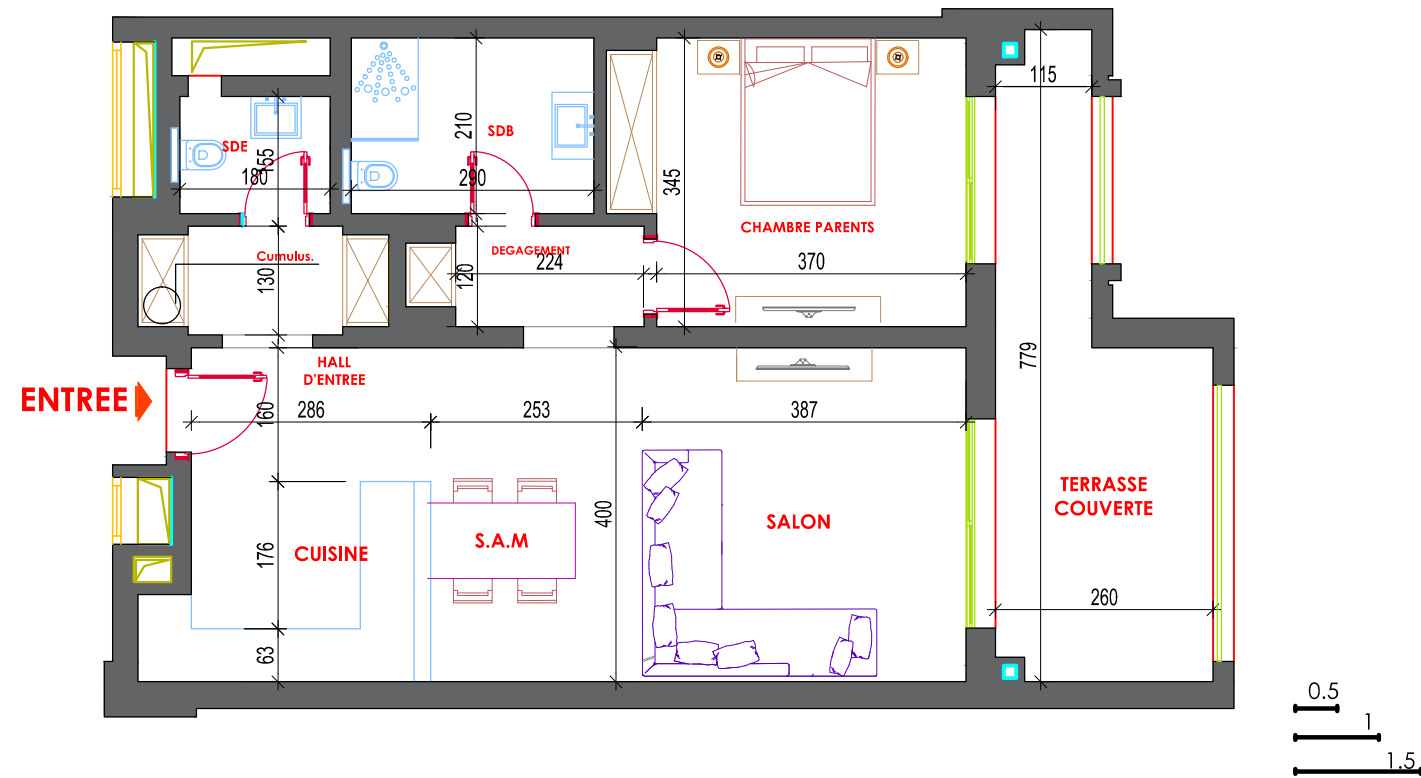 115
SDE
155
180
SDB
210
290
345
CHAMBRE PARENTS
370
Cumulus.
130
DEGAGEMENT
224
120
HALL
D'ENTREE
ENTREE
160
286
253
387
779
400
TERRASSE
COUVERTE
SALON
S.A.M
CUISINE
176
260
63
0.5
1
1.5